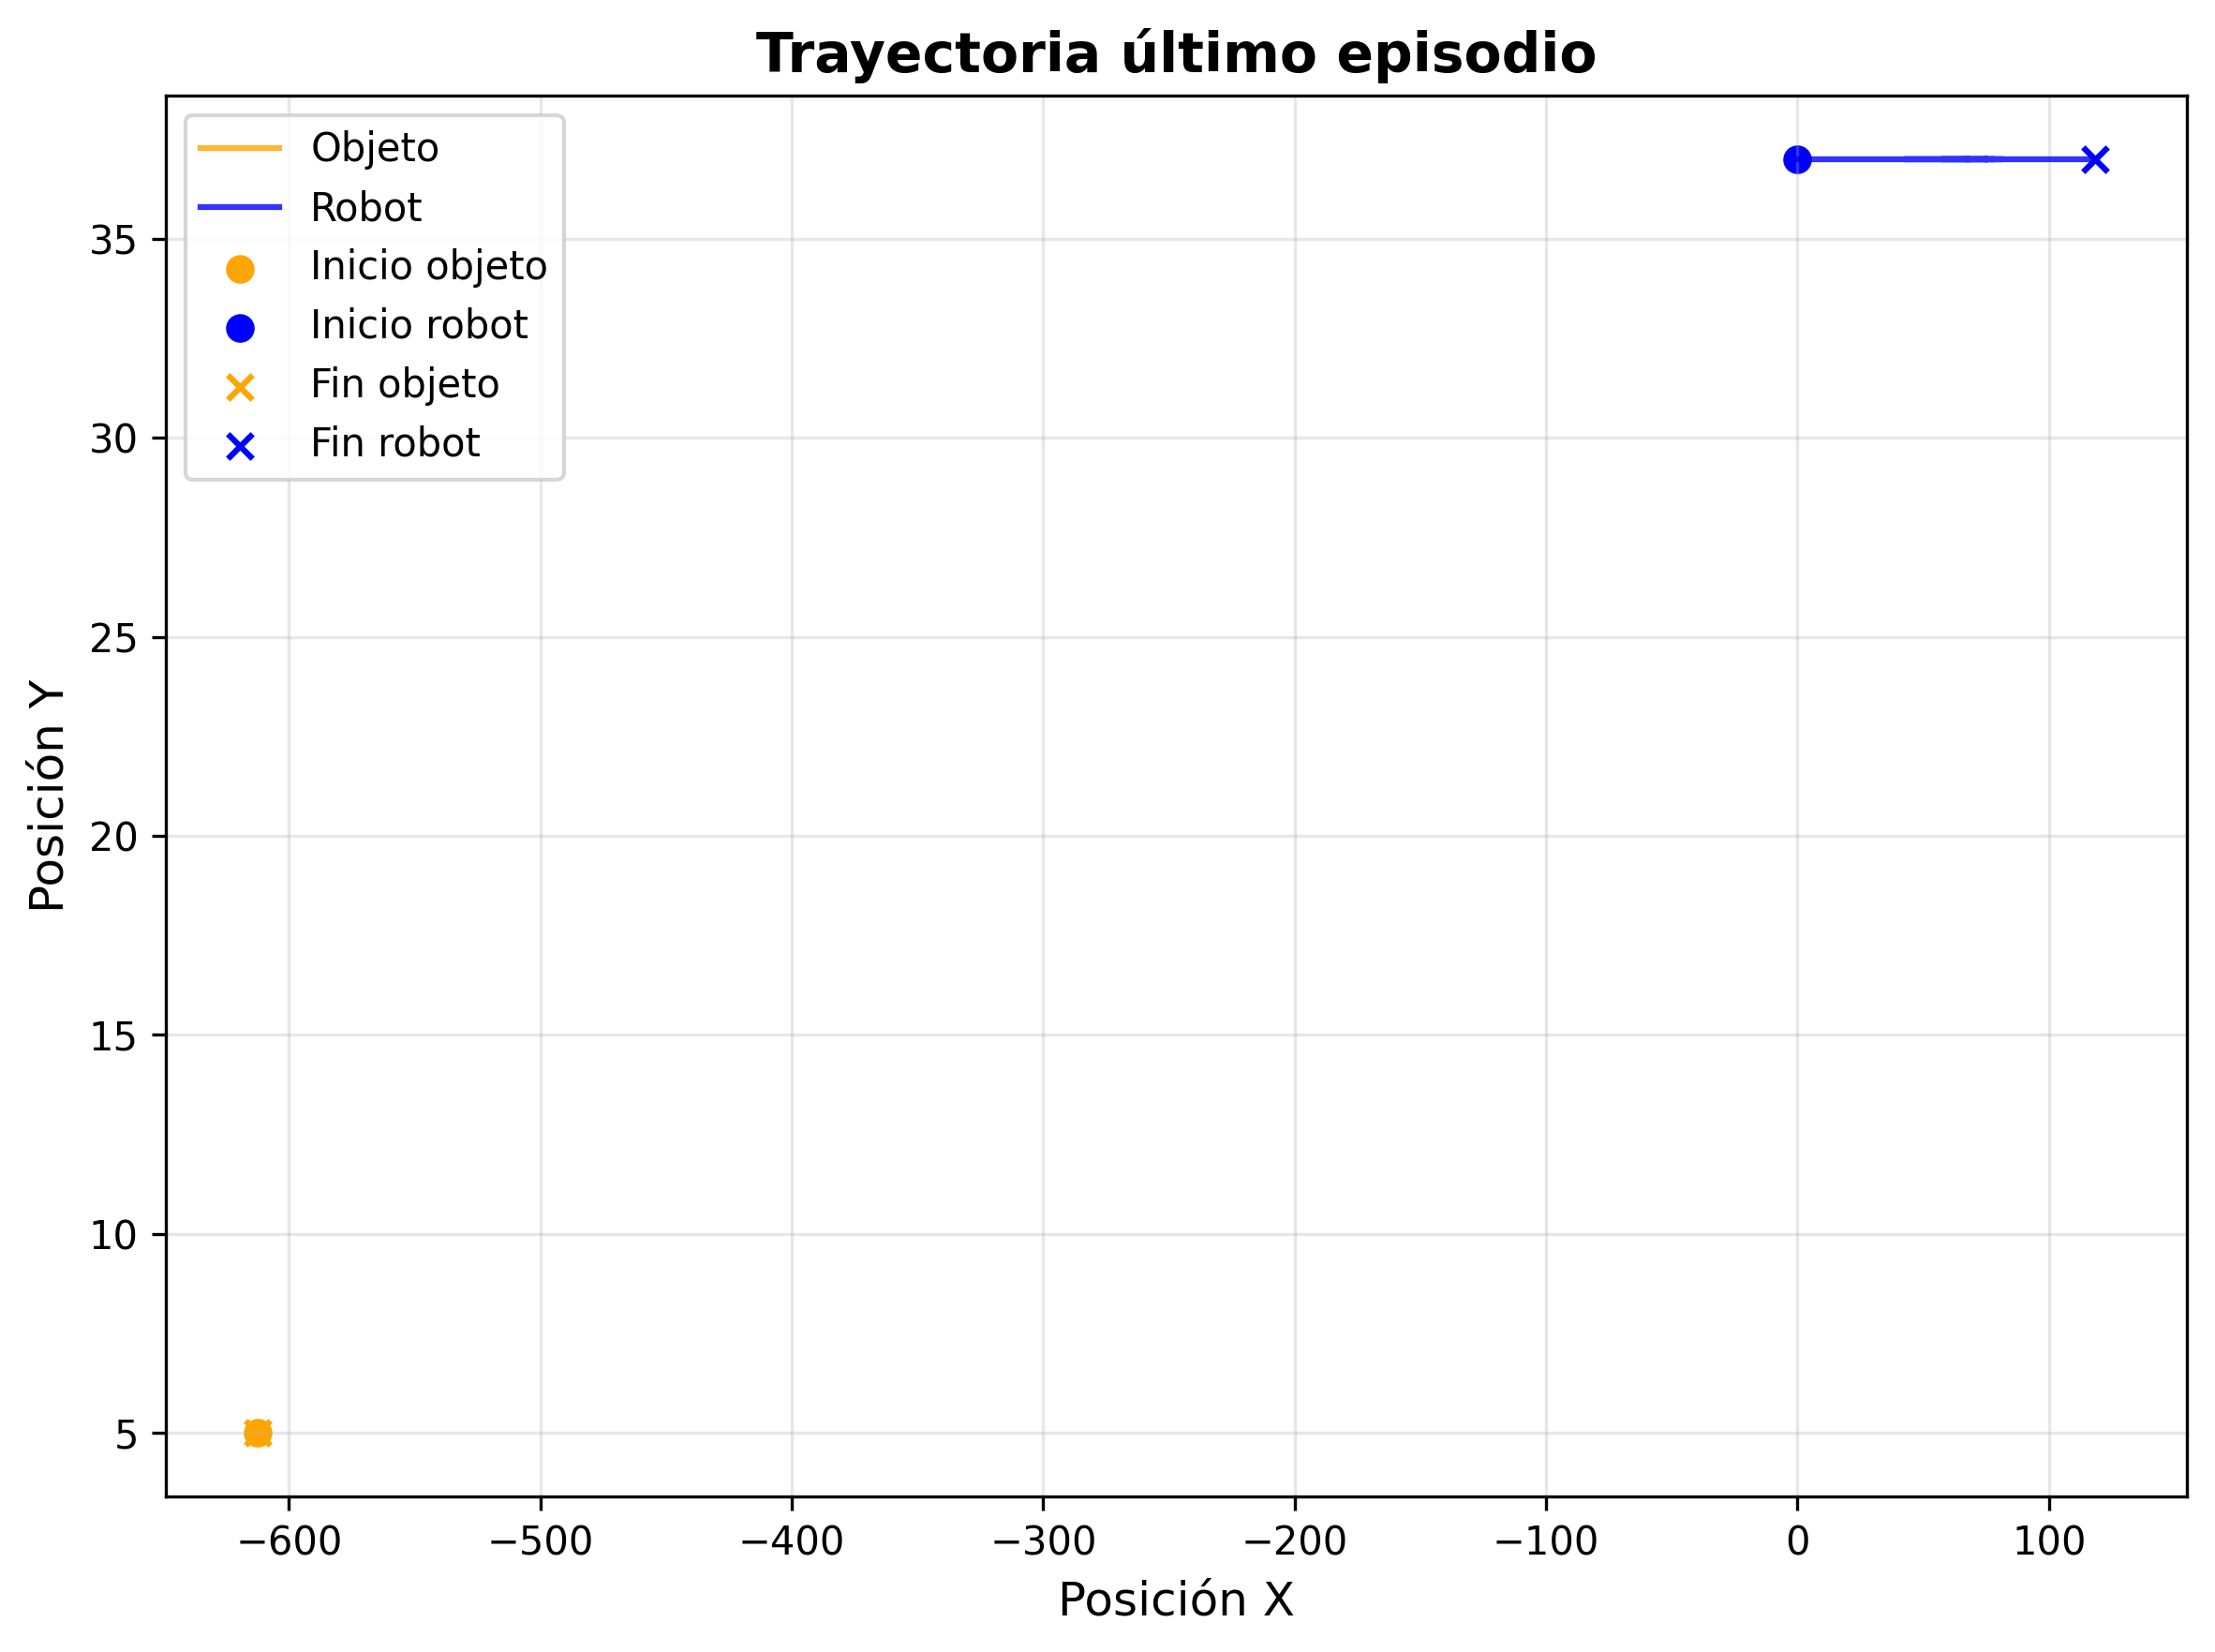 Trayectoria último episodio
Objeto
Robot
Inicio objeto
Inicio robot
Fin objeto
Fin robot
35
30
25
20
15
10
5
Posición Y
−600 −500 −400 −300 −200 −100 0 100
Posición X